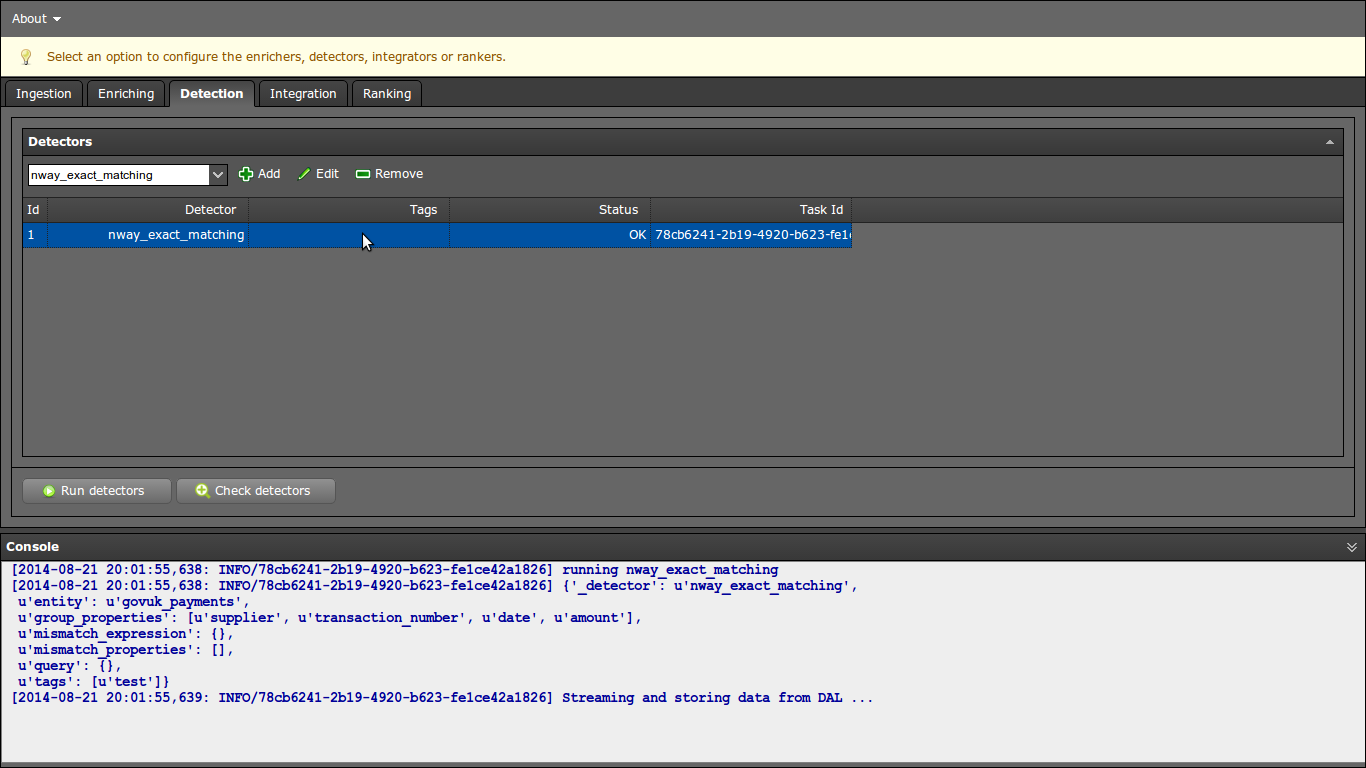 About
Select an option to configure the enrichers, detectors, integrators or rankers.
Ingestion Enriching Detection Integration Ranking
Detectors
nway_exact_matching Add Edit Remove
Id Detector Tags Status Task Id
1 nway_exact_matching OK 78cb6241-2b19-4920-b623-fe1c
Run detectors Check detectors
Console
[2014-08-21 20:01:55,638: INFO/78cb6241-2b19-4920-b623-fe1ce42a1826] running nway_exact_matching
[2014-08-21 20:01:55,638: INFO/78cb6241-2b19-4920-b623-fe1ce42a1826] {'_detector': u'nway_exact_matching',
u'entity': u'govuk_payments',
u'group_properties': [u'supplier', u'transaction_number', u'date', u'amount'],
u'mismatch_expression': {},
u'mismatch_properties': [],
u'query': {},
u'tags': [u'test']}
[2014-08-21 20:01:55,639: INFO/78cb6241-2b19-4920-b623-fe1ce42a1826] Streaming and storing data from DAL ...